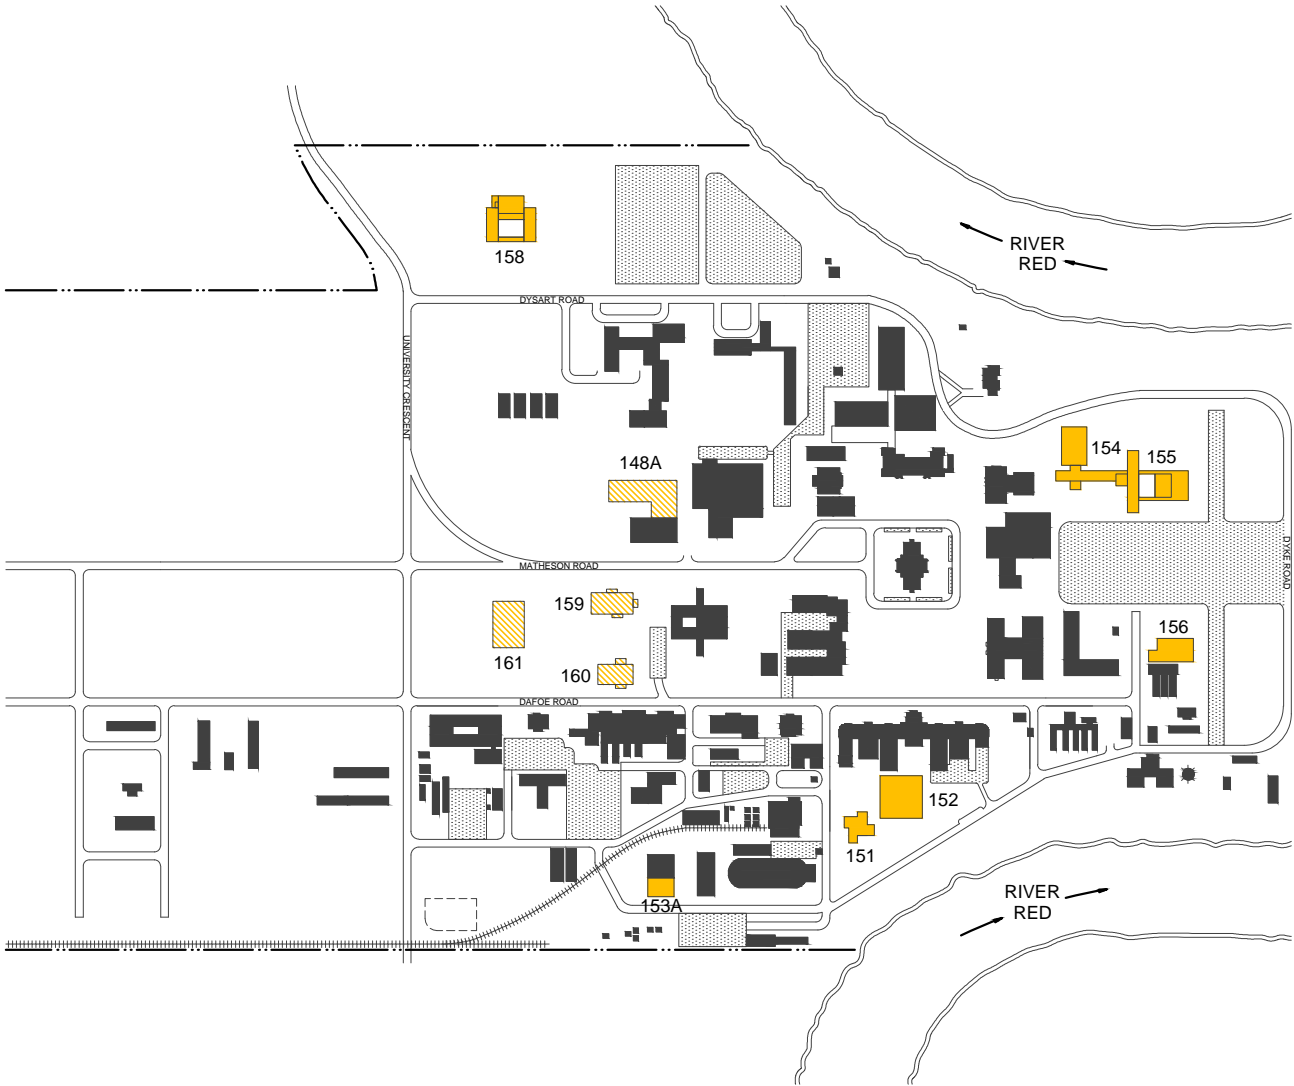 RIVER
RED
158
DYSART ROAD
UNIVERSITY CRESCENT
154
155
148A
DYKE ROAD
MATHESON ROAD
159
156
161
160
DAFOE ROAD
152
151
153A
RIVER
RED